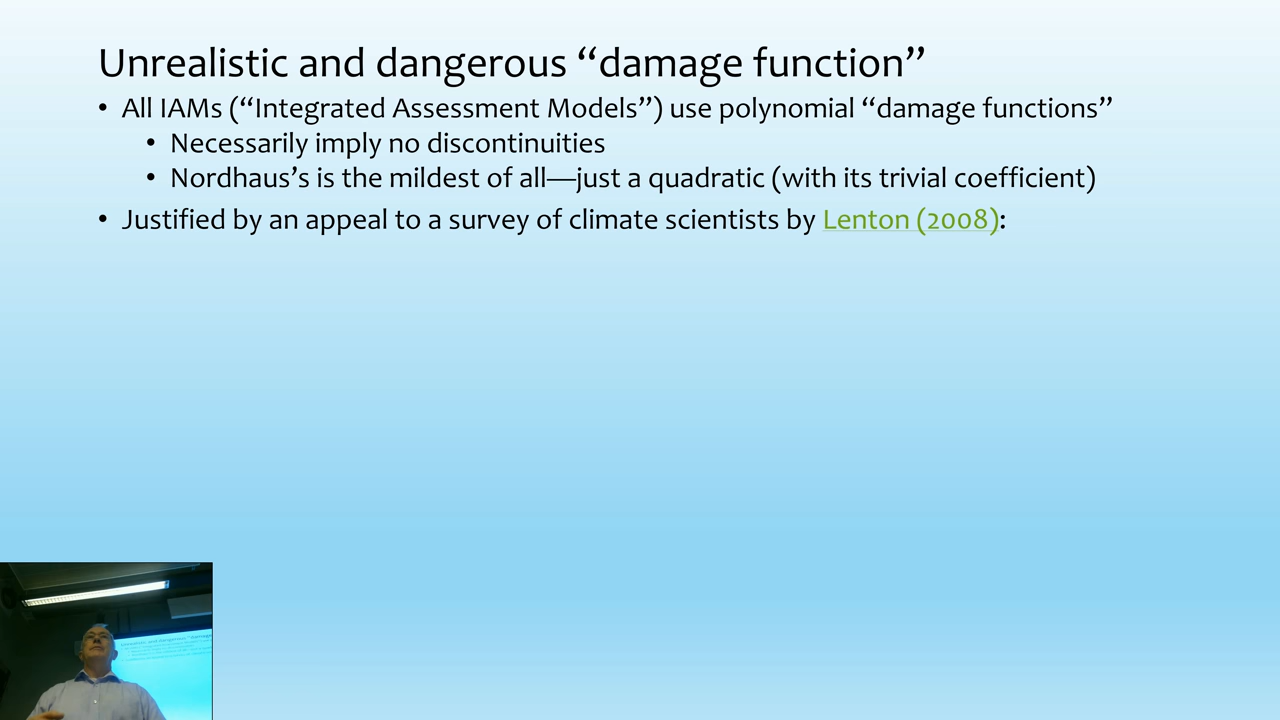 Unrealistic and dangerous “damage function”
• All IAMs (“Integrated Assessment Models”) use polynomial “damage functions”
• Necessarily imply no discontinuities
• Nordhaus’s is the mildest of all—just a quadratic (with its trivial coefficient)
• Justified by an appeal to a survey of climate scientists by Lenton (2008):